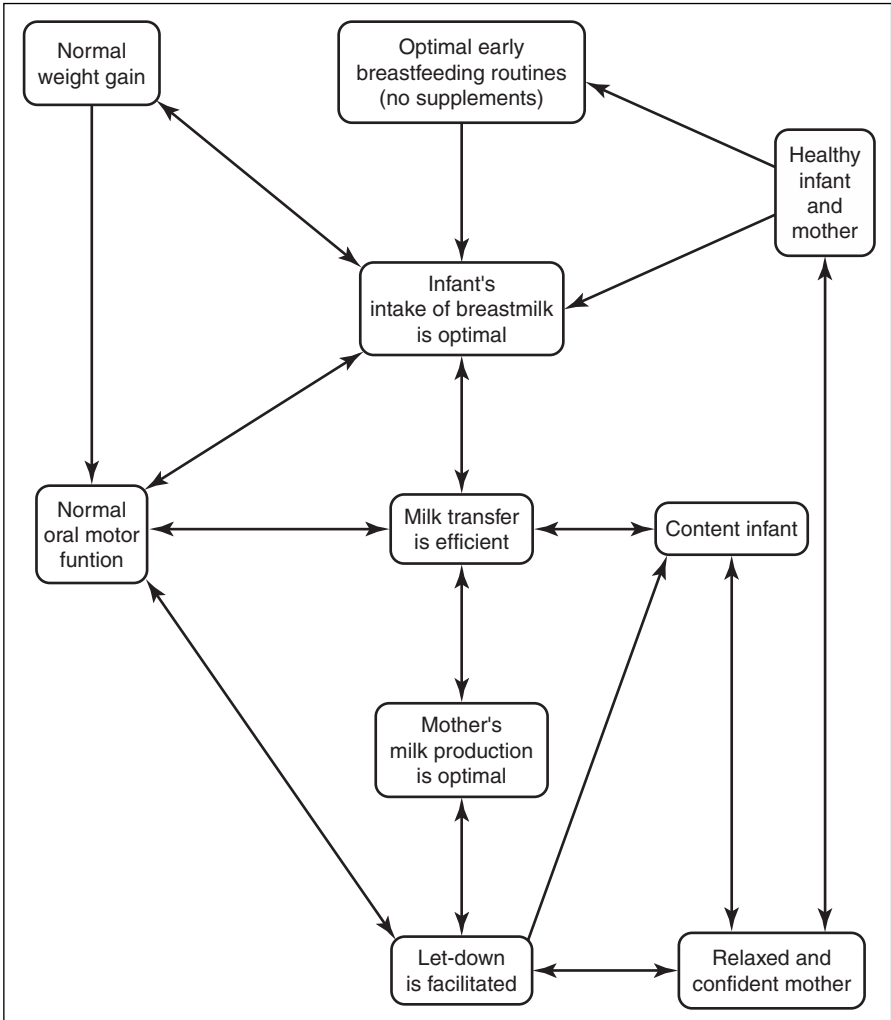 Normal
weight gain
Optimal early
breastfeeding routines
(no supplements)
Healthy
infant
and
mother
Infant's
intake of breastmilk
is optimal
Normal
oral motor
funtion
Milk transfer
is efficient
Content infant
Mother's
milk production
is optimal
Let-down
is facilitated
Relaxed and
confident mother